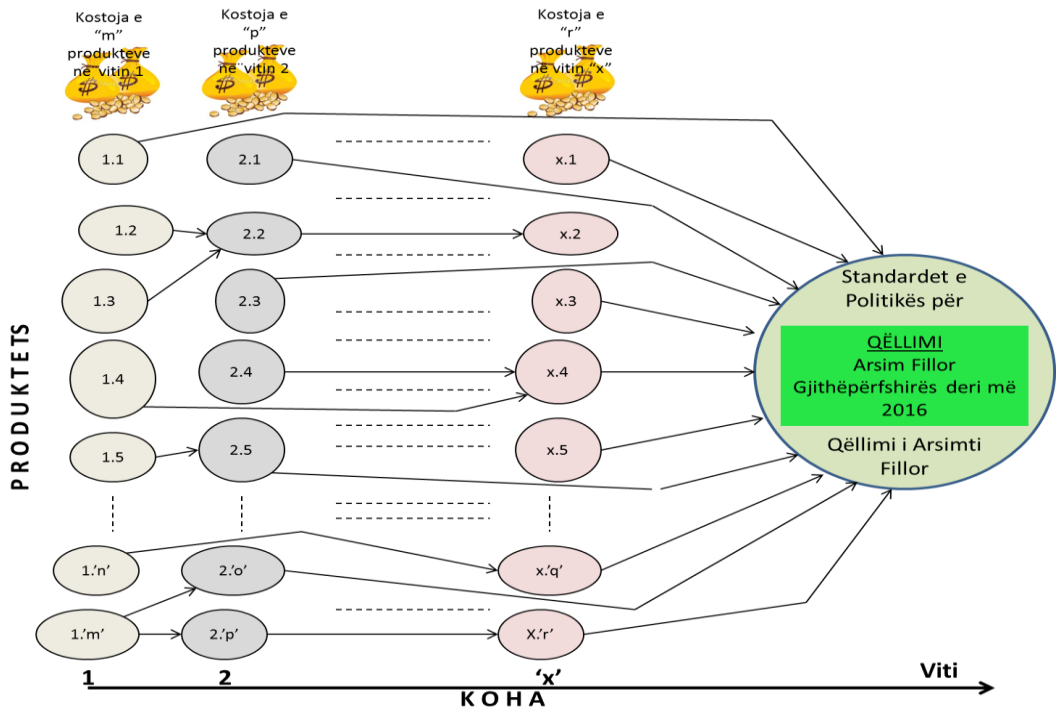 Kostoja e
“m”
produkteve
në vitin 1
Kostoja e
“p”
produkteve
në vitin 2
Kostoja e
“r”
produkteve
në vitin “x”
1.1
2.1
x.1
1.2
2.2
x.2
1.3
2.3
x.3
1.4
2.4
x.4
1.5
2.5
x.5
1.’n’
2.’o’
x.’q’
1.’m’
2.’p’
X.’r’
Standardet e
Politikës për
QËLLIMI
Arsim Fillor
Gjithëpërfshirës deri më
2016
Qëllimi i Arsimti
Fillor
PRODUKTETS
1
2
‘x’
Viti
KOHA